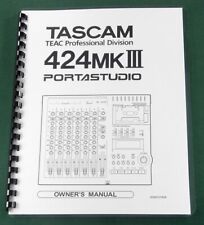 TASCAM
TEAC Professional Division
424MKIII
PORTASTUDIO
OWNER'S MANUAL